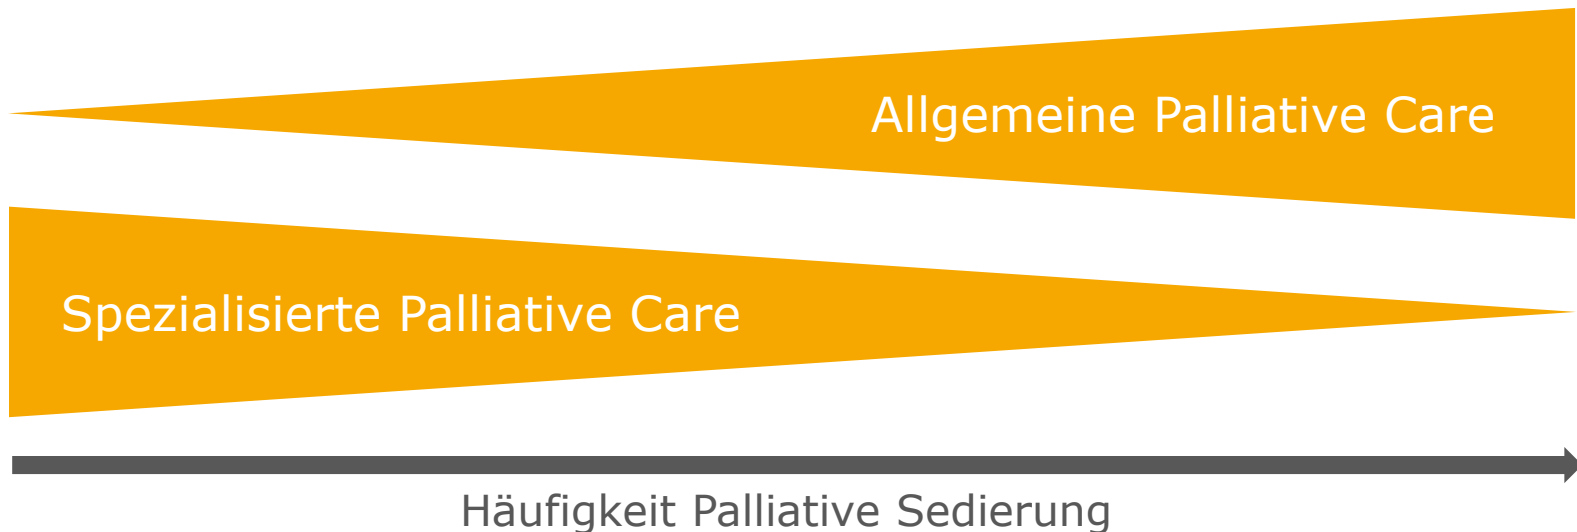 Allgemeine Palliative Care
Spezialisierte Palliative Care
Häufigkeit Palliative Sedierung